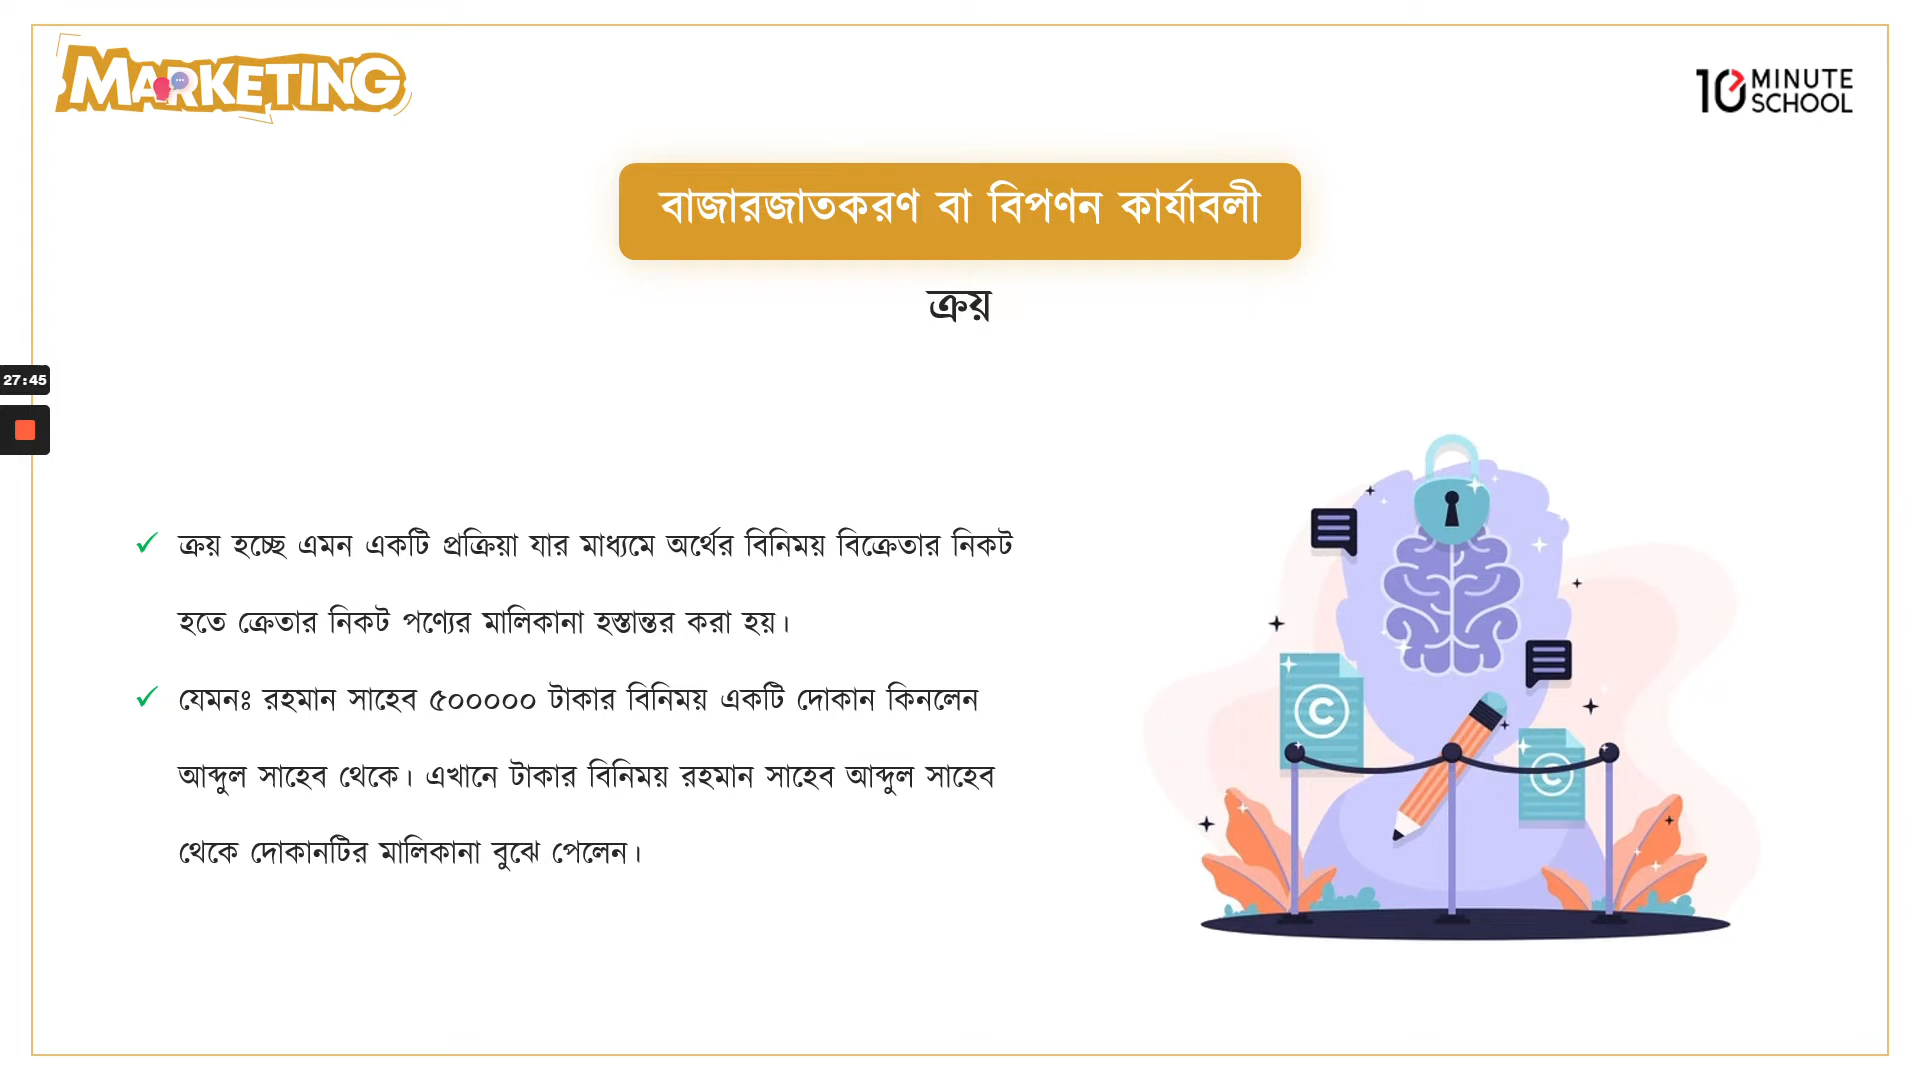 MARKETING
10 MINUTE
SCHOOL
বাজারজাতকরণ বা বিপণন কার্যাবলী
ক্রয়
27:45
✓ ক্রয় হচ্ছে এমন একটি প্রক্রিয়া যার মাধ্যমে অর্থের বিনিময় বিক্রেতার নিকট
হতে ক্রেতার নিকট পণ্যের মালিকানা হস্তান্তর করা হয়।
✓ যেমনঃ রহমান সাহেব ৫০০০০০ টাকার বিনিময় একটি দোকান কিনলেন
আব্দুল সাহেব থেকে। এখানে টাকার বিনিময় রহমান সাহেব আব্দুল সাহেব
থেকে দোকানটির মালিকানা বুঝে পেলেন।
©
©